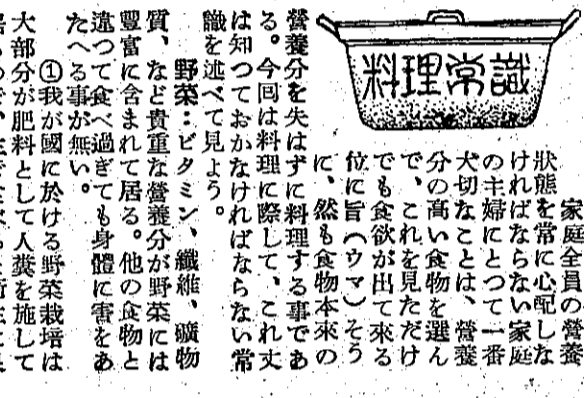 料理常識
家庭全員の營養
狀態を常に心配しな
ければならない家庭
の主婦にとつて一番
大切なことは、營養
分の髙い食物を選ん
で、これを見ただけ
でも食欲が出て來る
位に旨(ウマ)そう
に、然も食物本來の
營養分を失はずに料理する事であ
る。今回は料理に際して、これ丈
は知つておかなければならない常
識を述べて見よう。
野菜：ビタミン、纎維、礦物
質、など貴重な營養分が野菜には
豐富に含まれて居る。他の食物と
違つて食べ過ぎても身體に害をあ
たへる事が無い。
①我が國に於ける野菜栽培は
大部分が肥料として人糞を施して